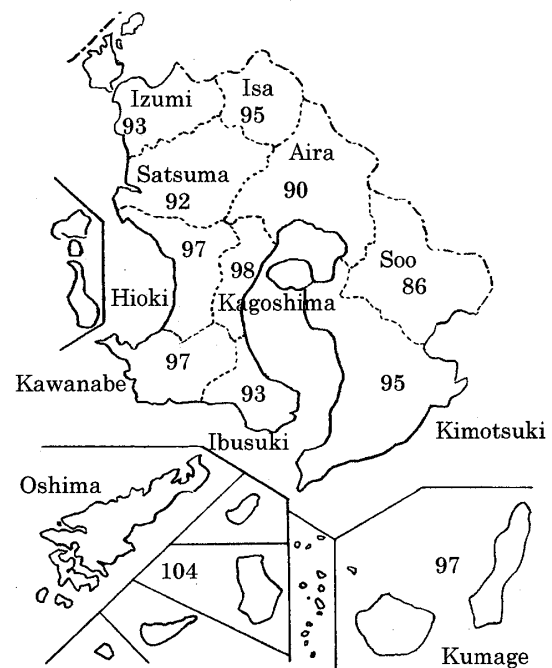 Izumi
93
Isa
95
Aira
90
Satsuma
92
97
98
Soo
86
Hioki
Kagoshima
97
93
95
Kawanabe
Ibusuki
Kimotsuki
Oshima
104
97
Kumage